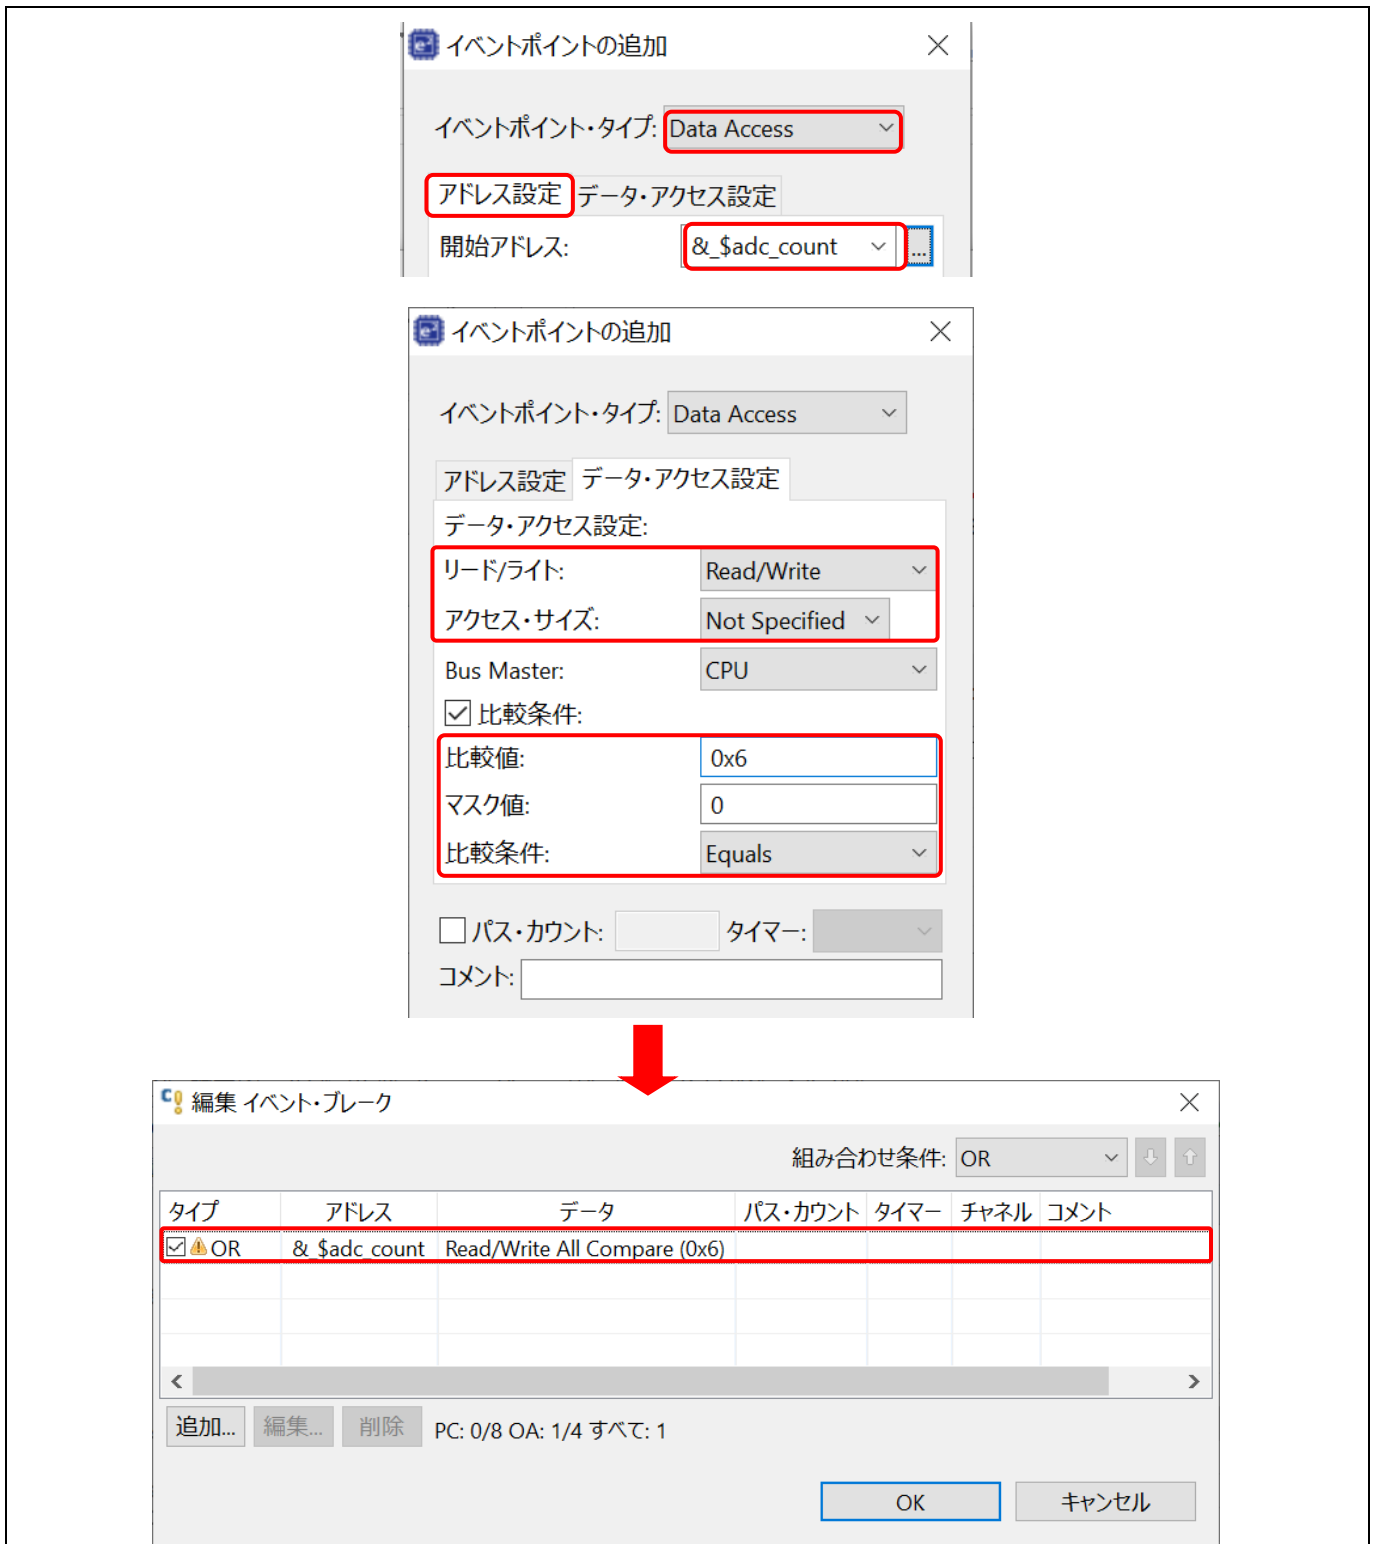 イベントポイントの追加
イベントポイント・タイプ: Data Access
アドレス設定 データ・アクセス設定
開始アドレス: &_$adc_count ...
イベントポイントの追加
イベントポイント・タイプ: Data Access
アドレス設定 データ・アクセス設定
データ・アクセス設定:
リード/ライト: Read/Write
アクセス・サイズ: Not Specified
Bus Master: CPU
比較条件:
比較値: 0x6
マスク値: 0
比較条件: Equals
パス・カウント: タイマー:
コメント:
編集 イベント・ブレーク
組み合わせ条件: OR
タイプ アドレス データ パス・カウント タイマー チャネル コメント
OR &_$adc_count Read/Write All Compare (0x6)
追加... 編集... 削除 PC: 0/8 OA: 1/4 すべて: 1
OK キャンセル